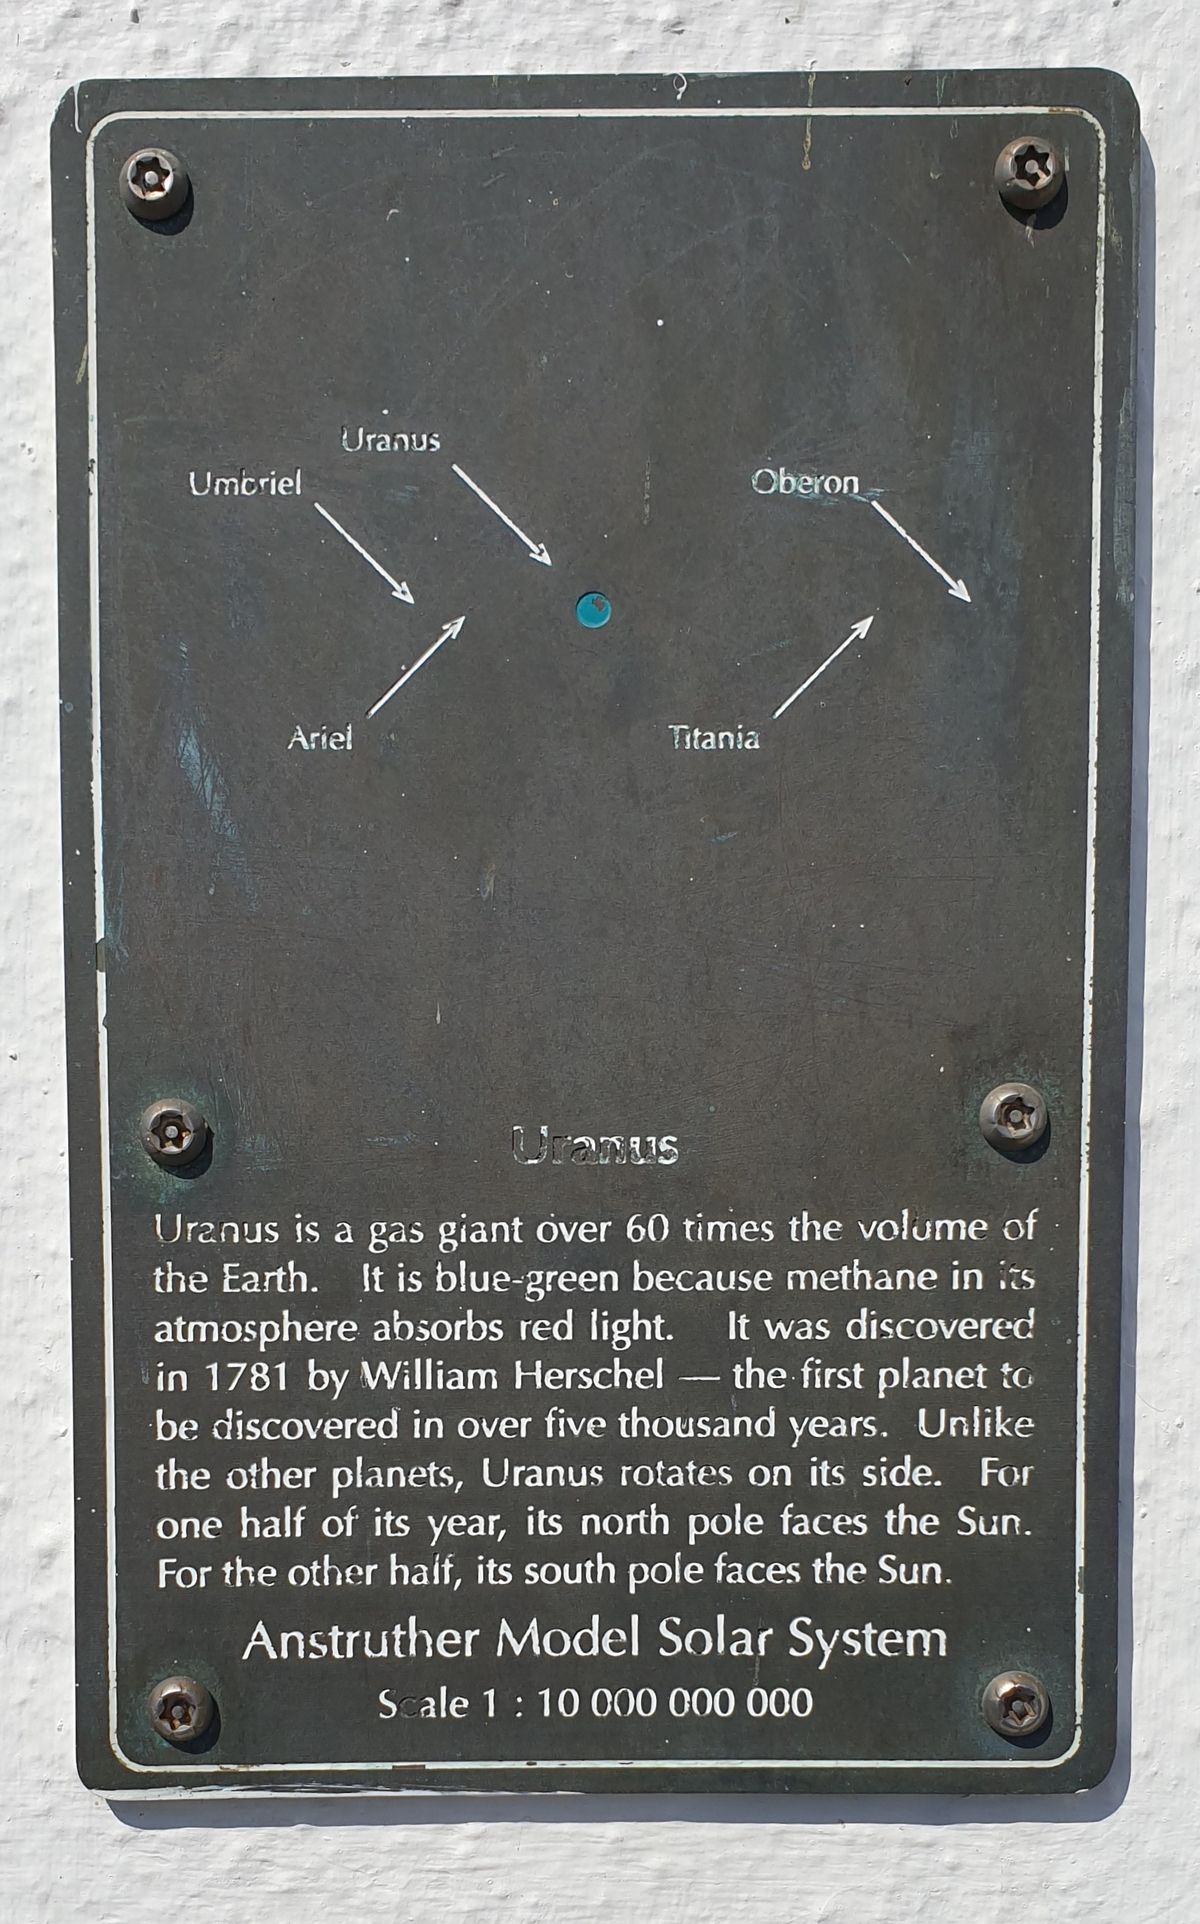 Uranus
Umbriel
Oberon
Ariel
Titania
Uranus
Uranus is a gas giant over 60 times the volume of
the Earth. It is blue-green because methane in its
atmosphere absorbs red light. It was discovered
in 1781 by William Herschel — the first planet to
be discovered in over five thousand years. Unlike
the other planets, Uranus rotates on its side. For
one half of its year, its north pole faces the Sun.
For the other half, its south pole faces the Sun.
Anstruther Model Solar System
Scale 1 : 10 000 000 000